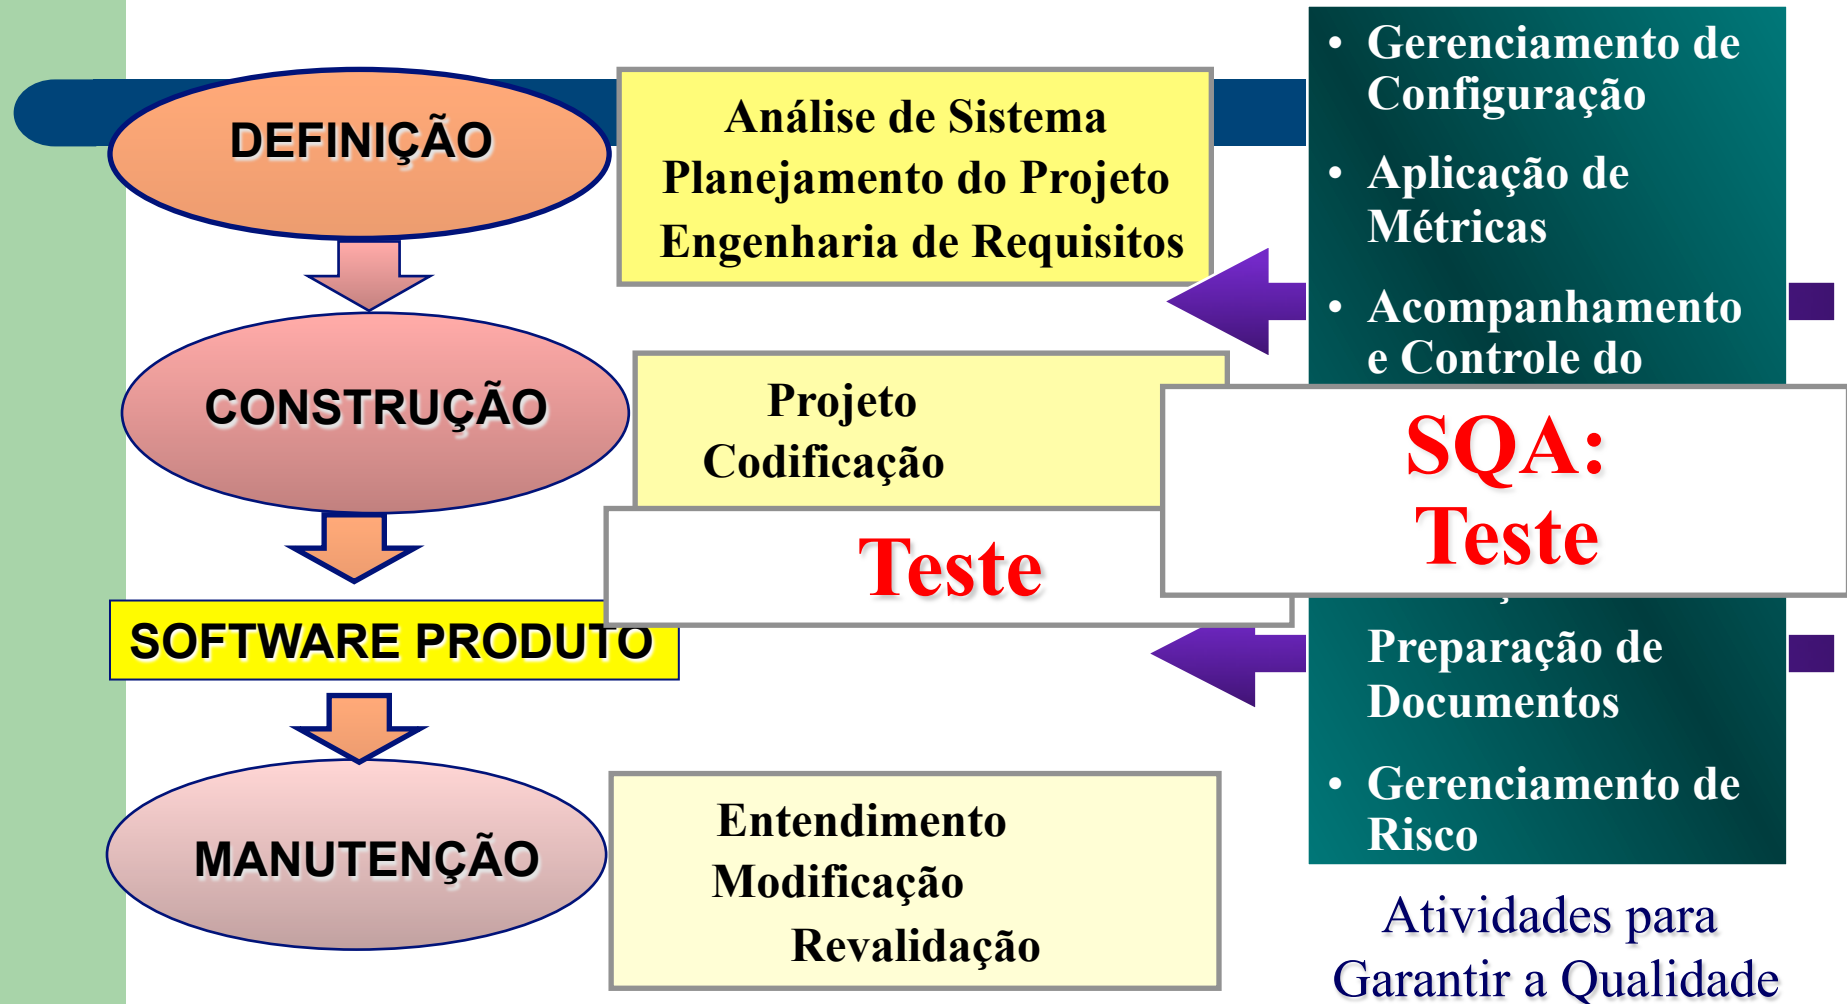 DEFINIÇÃO
Análise de Sistema
Planejamento do Projeto
Engenharia de Requisitos
CONSTRUÇÃO
Projeto
Codificação
Teste
SOFTWARE PRODUTO
MANUTENÇÃO
Entendimento
Modificação
Revalidação
• Gerenciamento de
Configuração
• Aplicação de
Métricas
• Acompanhamento
e Controle do
SQA:
Teste
Preparação de
Documentos
• Gerenciamento de
Risco
Atividades para
Garantir a Qualidade